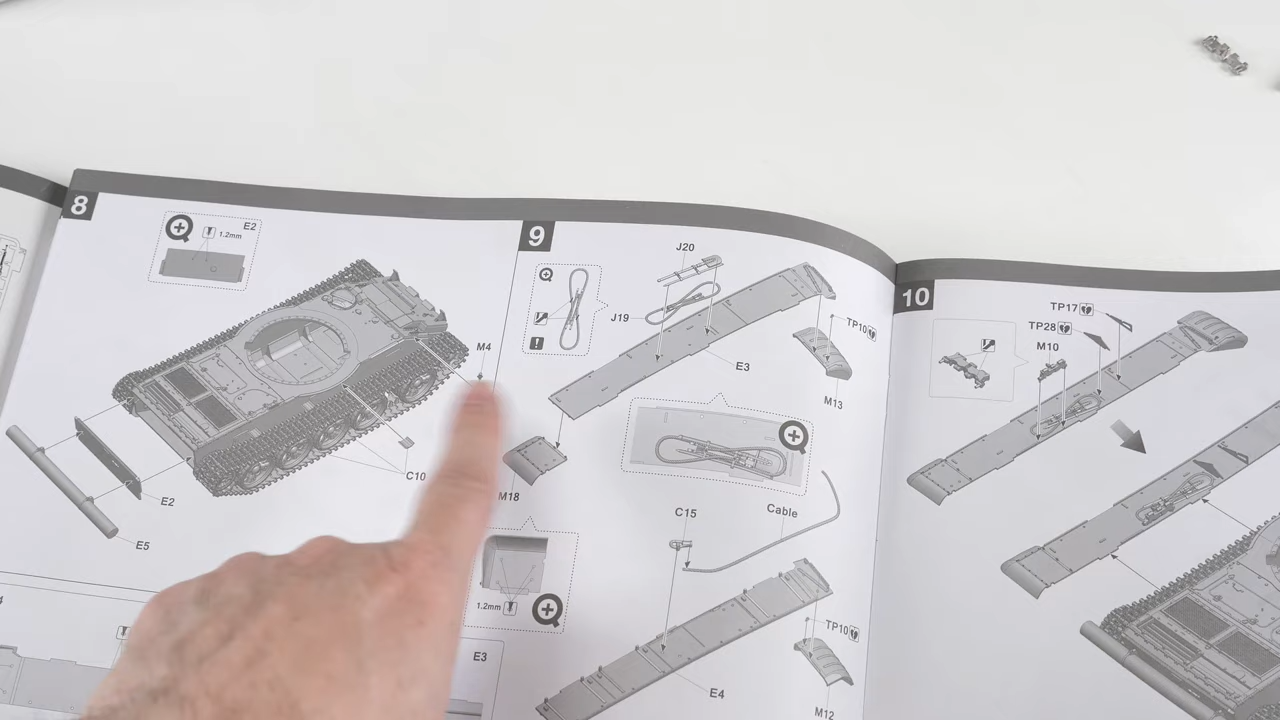 8
E2
1.2mm
M4
C10
E2
E5
9
J20
J19
TP10
E3
M13
M18
C15
Cable
1.2mm
TP10
E3
E4
M12
10
TP17
TP28
M10